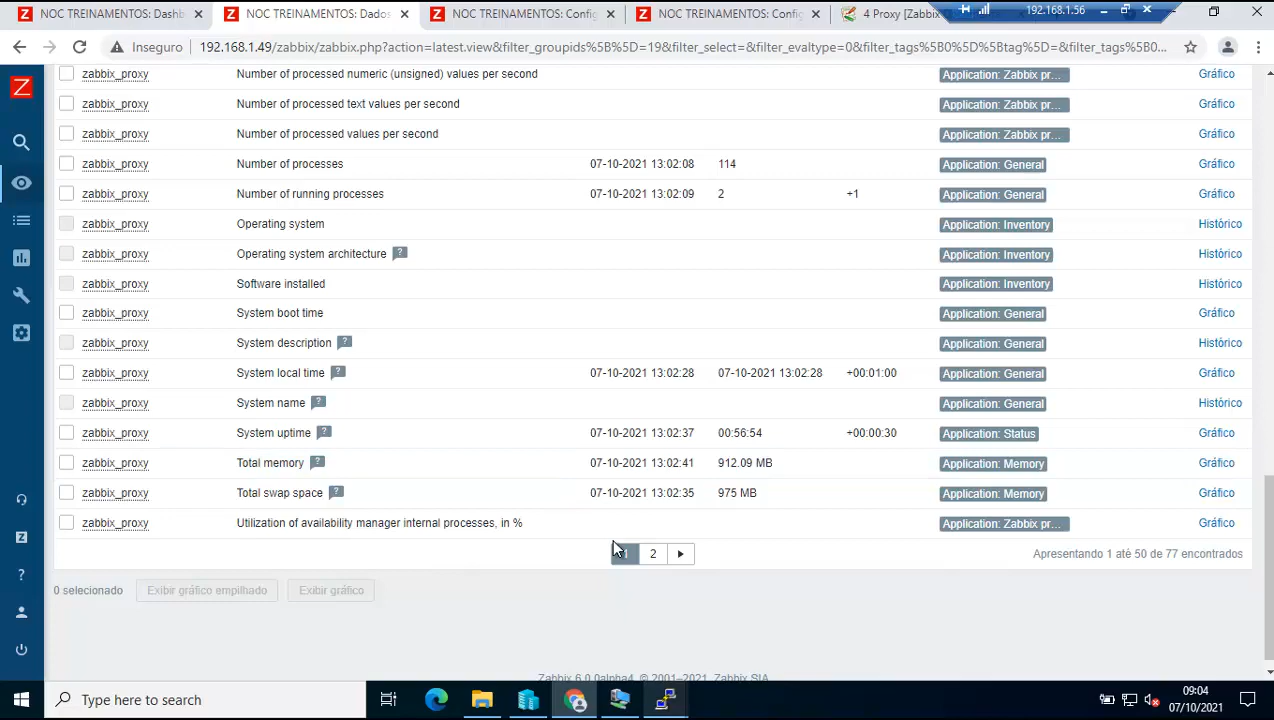 NOC TREINAMENTOS: Dashb
NOC TREINAMENTOS: Dados
NOC TREINAMENTOS: Config
NOC TREINAMENTOS: Config
4 Proxy [Zabbix
192.168.1.56
Inseguro
192.168.1.49/zabbix/zabbix.php?action=latest.view&filter_groupids%5B%5D=19&filter_select=&filter_evaltype=0&filter_tags%5B0%5D%5Btag%5D=&filter_tags%5B0...
Z
zabbix_proxy Number of processed numeric (unsigned) values per second Application: Zabbix pr... Gráfico
zabbix_proxy Number of processed text values per second Application: Zabbix pr... Gráfico
zabbix_proxy Number of processed values per second Application: Zabbix pr... Gráfico
zabbix_proxy Number of processes 07-10-2021 13:02:08 114 Application: General Gráfico
zabbix_proxy Number of running processes 07-10-2021 13:02:09 2 +1 Application: General Gráfico
zabbix_proxy Operating system Application: Inventory Histórico
zabbix_proxy Operating system architecture ? Application: Inventory Histórico
zabbix_proxy Software installed Application: Inventory Histórico
zabbix_proxy System boot time Application: General Gráfico
zabbix_proxy System description ? Application: General Histórico
zabbix_proxy System local time ? 07-10-2021 13:02:28 07-10-2021 13:02:28 +00:01:00 Application: General Gráfico
zabbix_proxy System name ? Application: General Histórico
zabbix_proxy System uptime ? 07-10-2021 13:02:37 00:56:54 +00:00:30 Application: Status Gráfico
zabbix_proxy Total memory ? 07-10-2021 13:02:41 912.09 MB Application: Memory Gráfico
zabbix_proxy Total swap space ? 07-10-2021 13:02:35 975 MB Application: Memory Gráfico
zabbix_proxy Utilization of availability manager internal processes, in % Application: Zabbix pr... Gráfico
1 2 Apresentando 1 até 50 de 77 encontrados
0 selecionado Exibir gráfico empilhado Exibir gráfico
Z
?
Zabbix 6.0.0alpha4. © 2001–2021, Zabbix SIA
Type here to search
09:04
07/10/2021